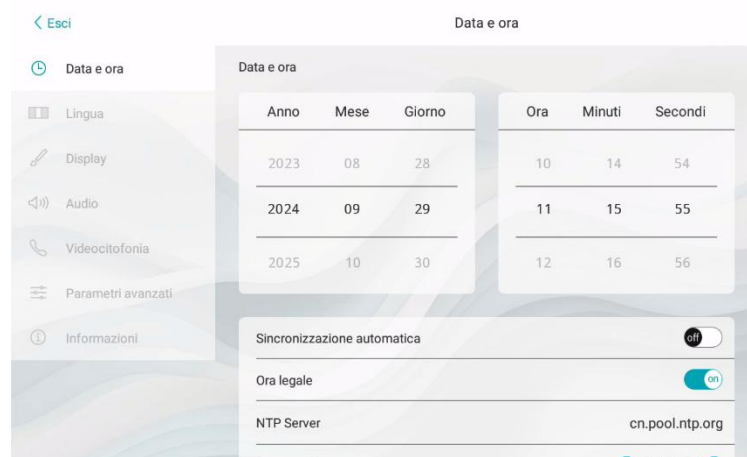 Esci
Data e ora
Data e ora
Lingua
Display
Audio
Videocitofonia
Parametri avanzati
Informazioni
Data e ora
Anno Mese Giorno
2023 08 28
2024 09 29
2025 10 30
Ora Minuti Secondi
10 14 54
11 15 55
12 16 56
Sincronizzazione automatica off
Ora legale on
NTP Server cn.pool.ntp.org